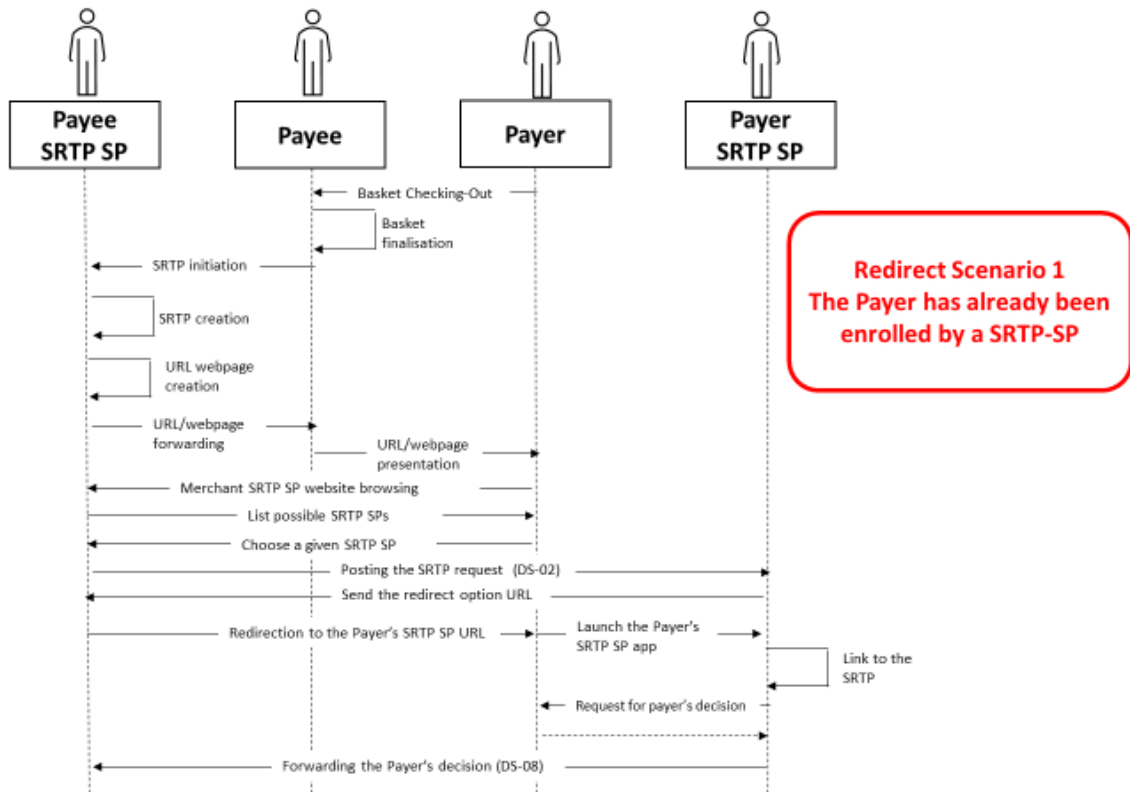 Payee
SRTP SP
Payee
Payer
Payer
SRTP SP
Basket Checking-Out
Basket
finalisation
SRTP initiation
SRTP creation
URL webpage
creation
URL/webpage
forwarding
URL/webpage
presentation
Merchant SRTP SP website browsing
List possible SRTP SPs
Choose a given SRTP SP
Posting the SRTP request (DS-02)
Send the redirect option URL
Redirection to the Payer's SRTP SP URL
Launch the Payer's
SRTP SP app
Link to the
SRTP
Request for payer's decision
Forwarding the Payer's decision (DS-08)
Redirect Scenario 1
The Payer has already been
enrolled by a SRTP-SP